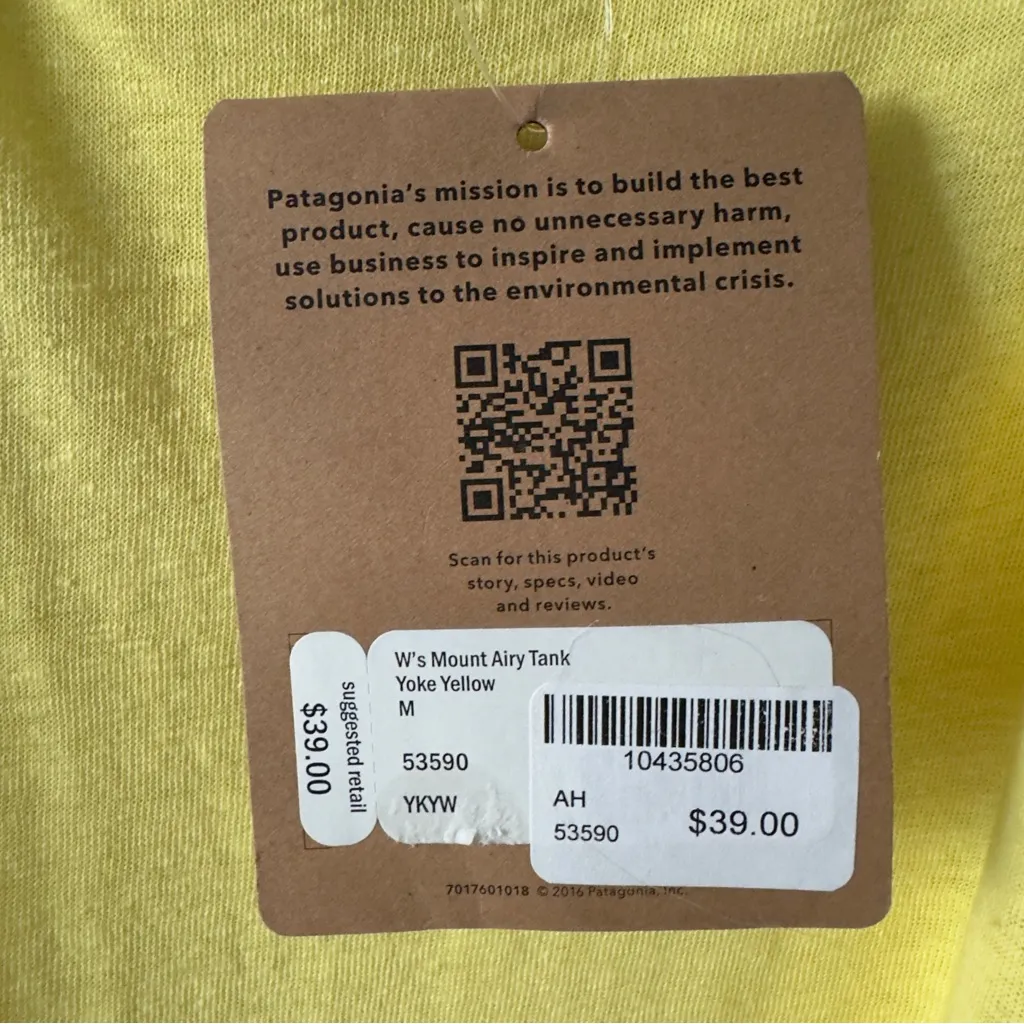 Patagonia's mission is to build the best
product, cause no unnecessary harm,
use business to inspire and implement
solutions to the environmental crisis.
Scan for this product's
story, specs, video
and reviews.
suggested retail
$39.00
W's Mount Airy Tank
Yoke Yellow
M
53590
YKYW
10435806
AH
53590
$39.00
7017601018 © 2016 Patagonia, Inc.